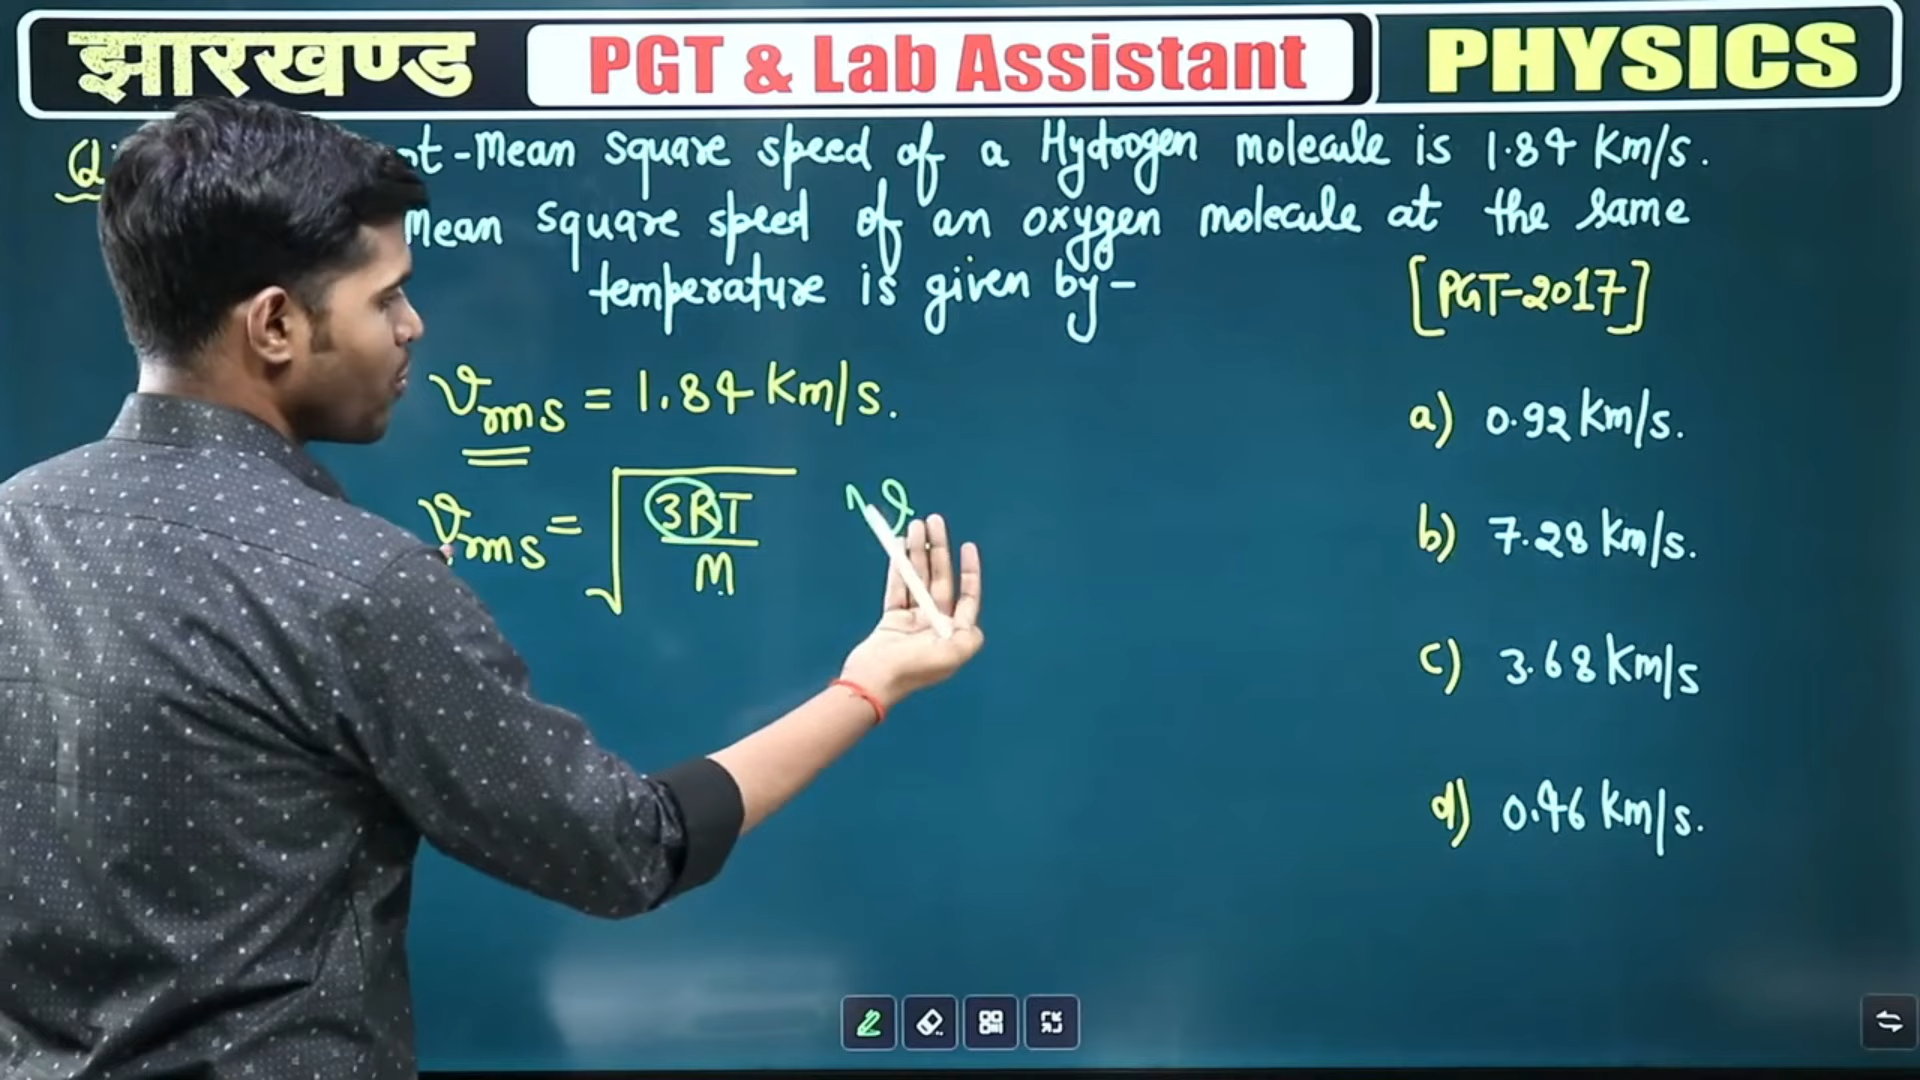 झारखण्ड PGT & Lab Assistant PHYSICS
Mean square speed of a Hydrogen molecule is 1.84 Km/s.
Mean square speed of an oxygen molecule at the same
temperature is given by-
[PGT-2017]
vrms = 1.84 Km/s.
a) 0.92 Km/s.
vrms = √3RT/M v
b) 7.28 Km/s.
c) 3.68 Km/s
d) 0.46 Km/s.